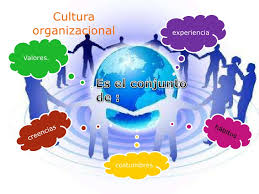 Cultura
organizacional
experiencia
Valores.
Es el conjunto
de :
creencias
hábitos
costumbres